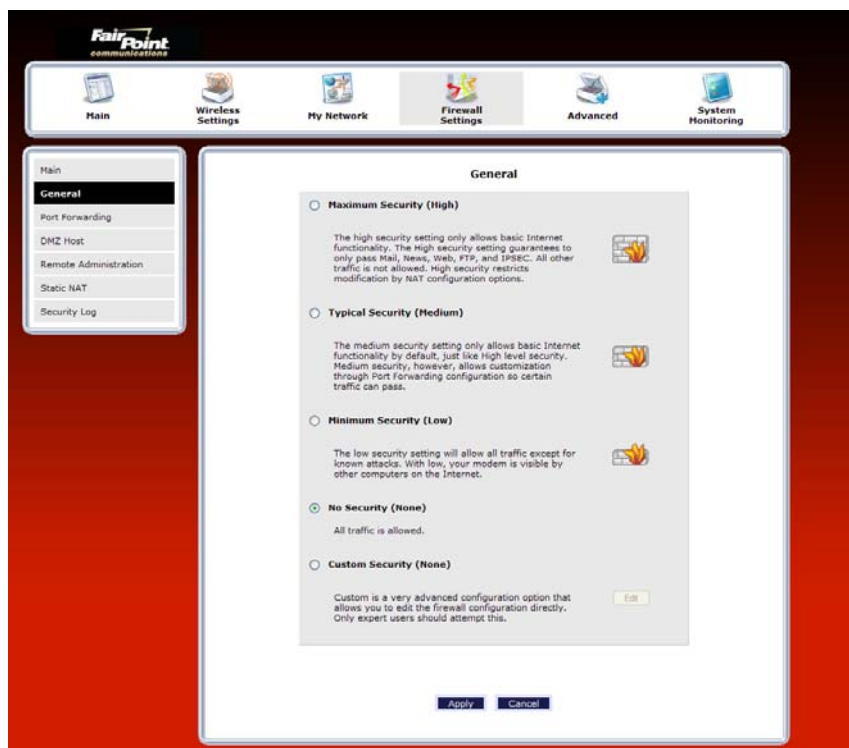 FairPoint
communications
Main
Wireless
Settings
My Network
Firewall
Settings
Advanced
System
Monitoring
Main
General
Port Forwarding
DMZ Host
Remote Administration
Static NAT
Security Log
General
Maximum Security (High)
The high security setting only allows basic Internet
functionality. The High security setting guarantees to
only pass Mail, News, Web, FTP, and IPSEC. All other
traffic is not allowed. High security restricts
modification by NAT configuration options.
Typical Security (Medium)
The medium security setting only allows basic Internet
functionality by default, just like High level security.
Medium security, however, allows customization
through Port Forwarding configuration so certain
traffic can pass.
Minimum Security (Low)
The low security setting will allow all traffic except for
known attacks. With low, your modem is visible by
other computers on the Internet.
No Security (None)
All traffic is allowed.
Custom Security (None)
Custom is a very advanced configuration option that
allows you to edit the firewall configuration directly.
Only expert users should attempt this.
Edit
Apply
Cancel